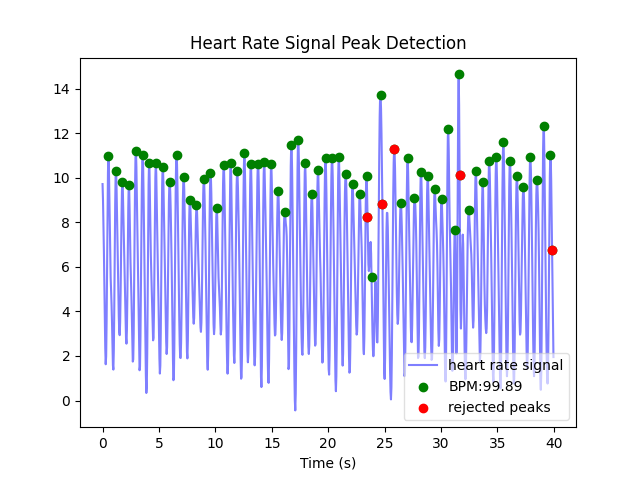 Heart Rate Signal Peak Detection
14
12
10
8
6
4
2
0
heart rate signal
BPM:99.89
rejected peaks
0 5 10 15 20 25 30 35 40
Time (s)